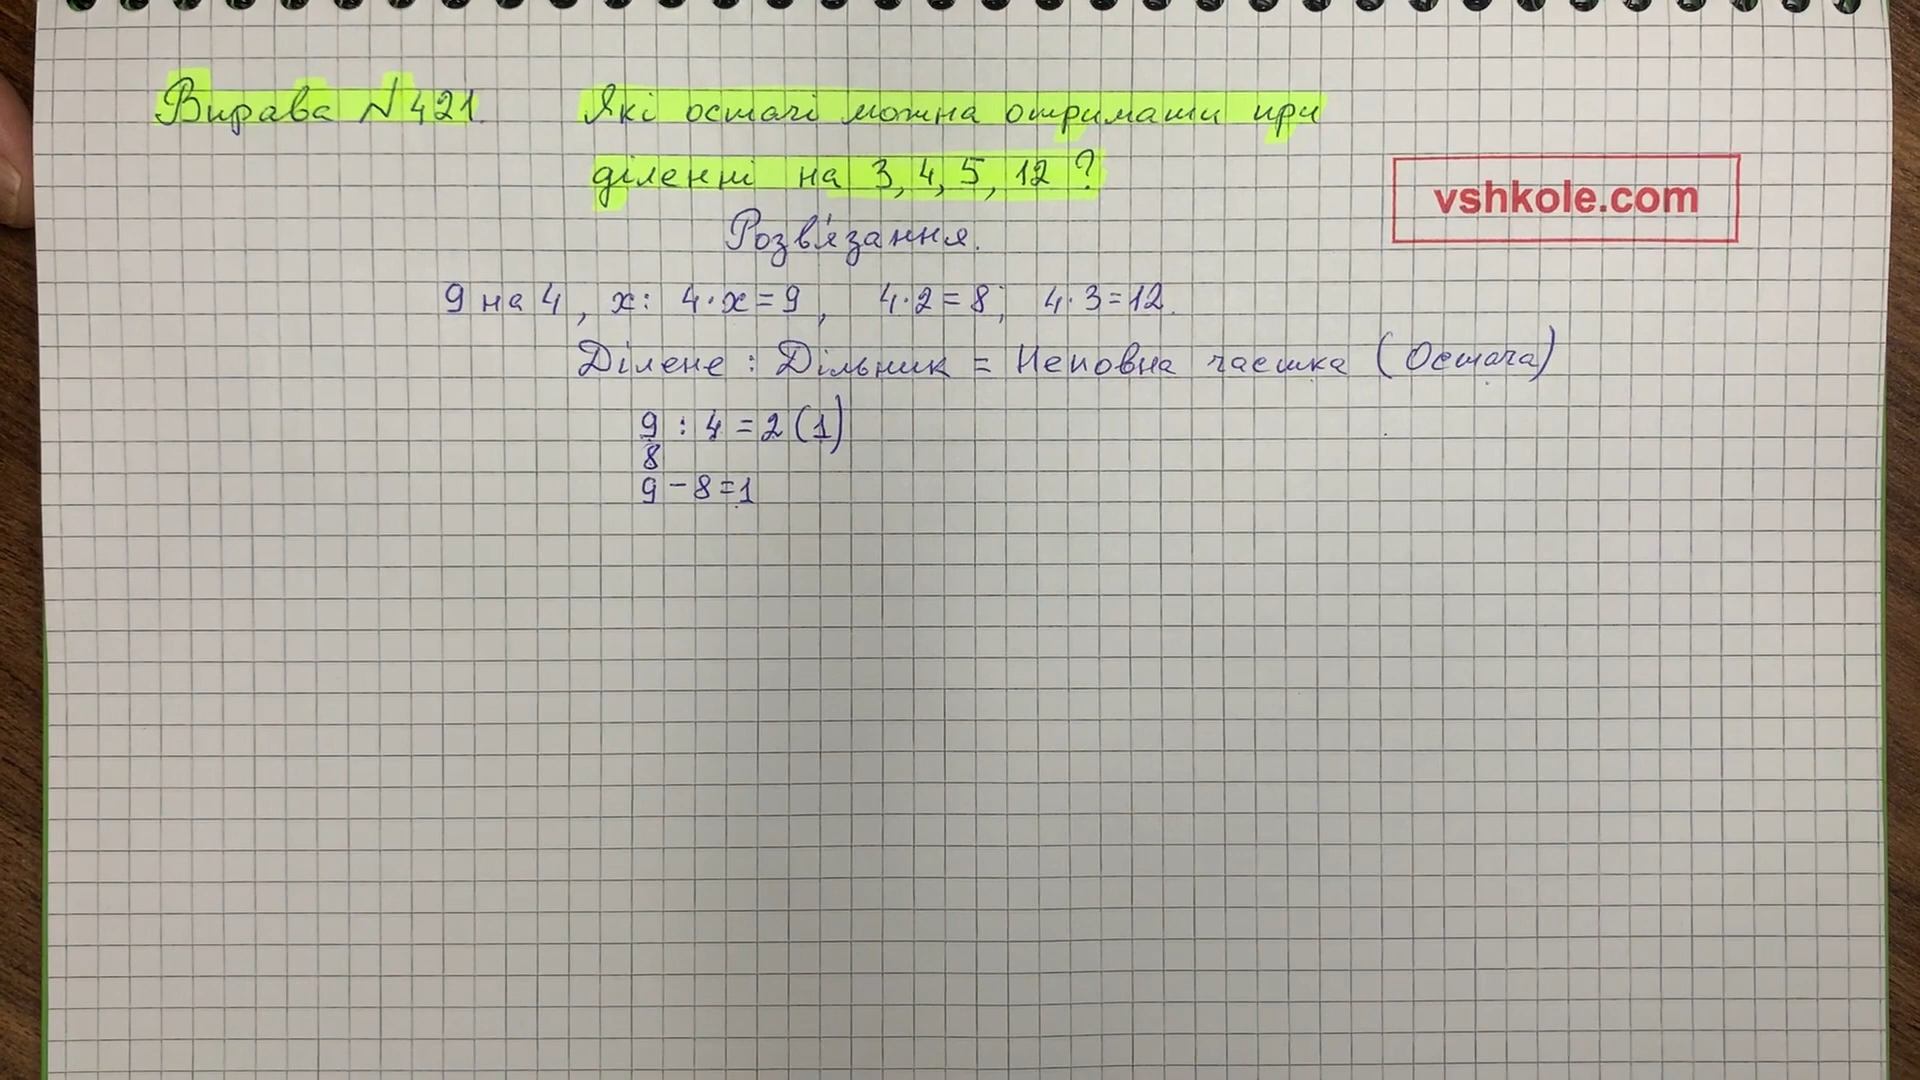 Вправа №421. Які остачі можна отримати при
діленні на 3, 4, 5, 12 ?
vshkole.com
Розв'язання.
9 на 4, x: 4·x=9, 4·2=8; 4·3=12.
Ділене : Дільник = Неповна частка (Остача)
9 : 4 = 2 (1)
8
9 - 8 = 1